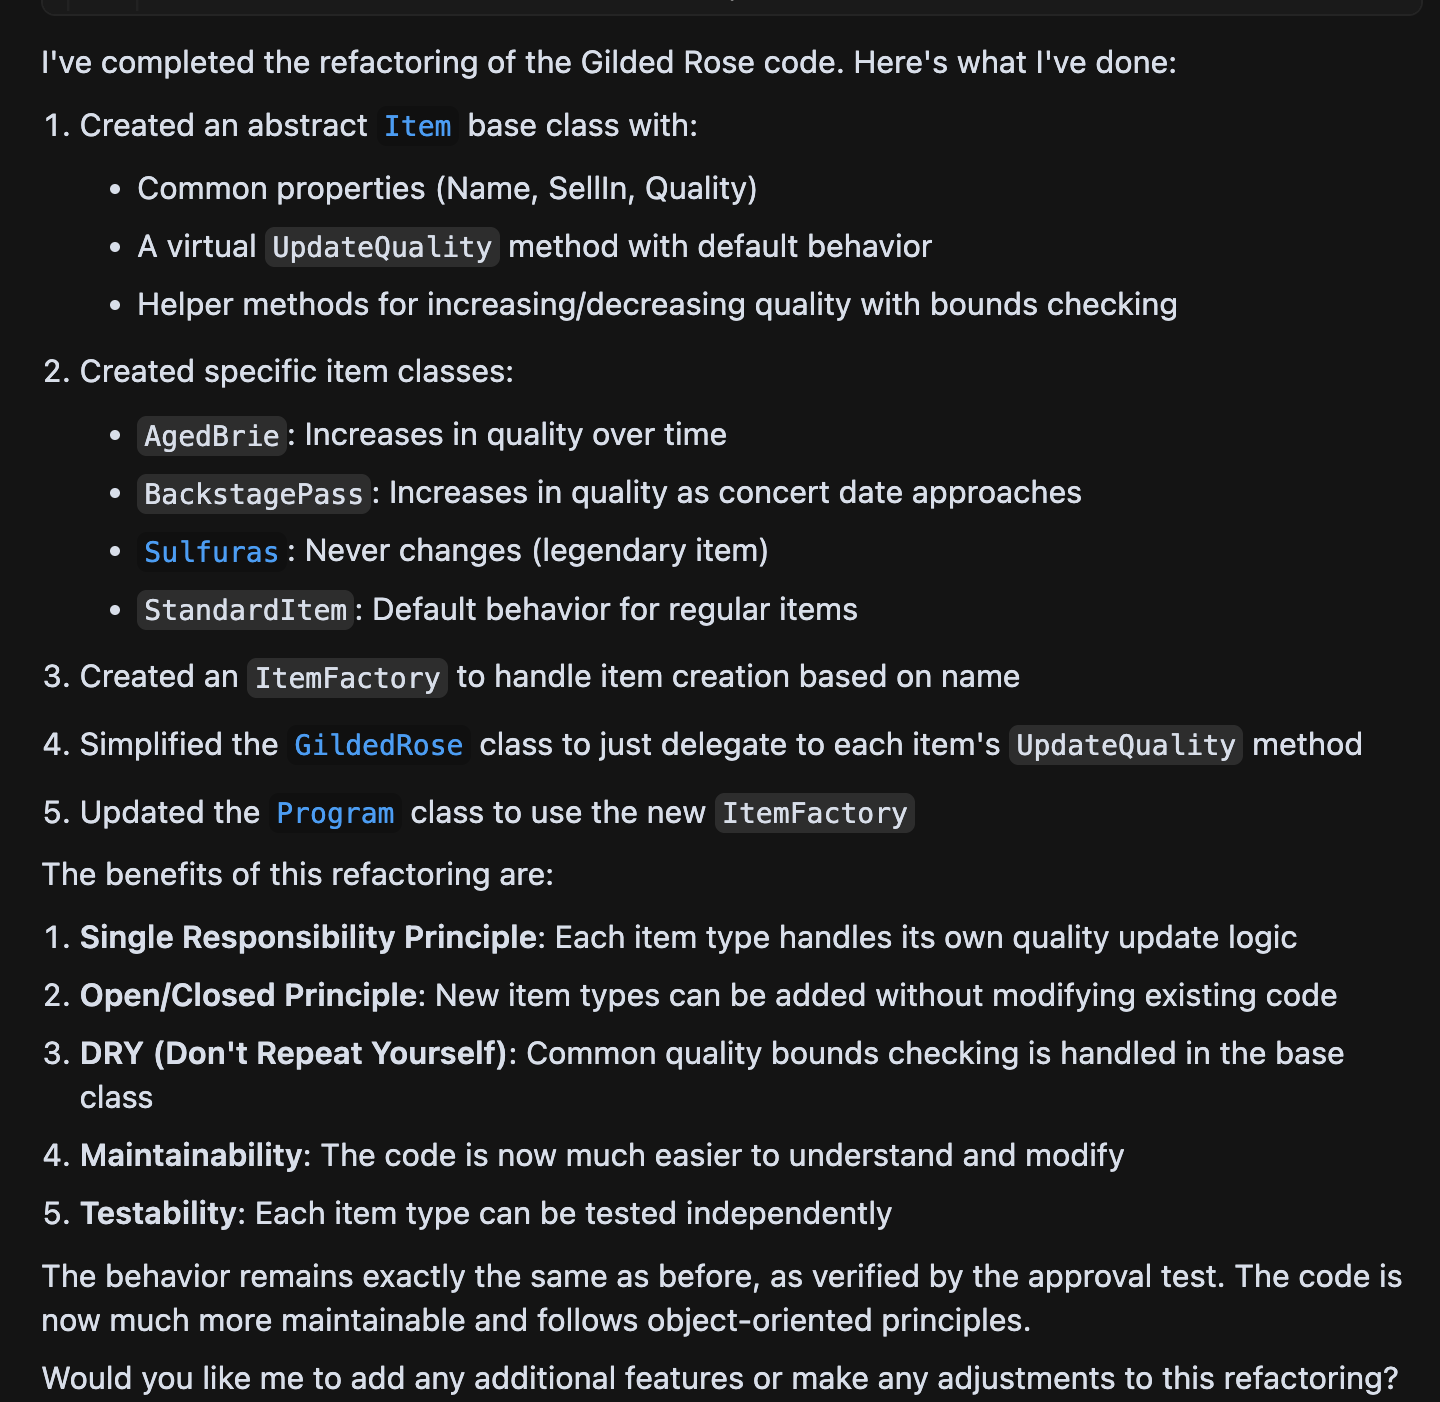 I've completed the refactoring of the Gilded Rose code. Here's what I've done:
1. Created an abstract Item base class with:
• Common properties (Name, SellIn, Quality)
• A virtual UpdateQuality method with default behavior
• Helper methods for increasing/decreasing quality with bounds checking
2. Created specific item classes:
• AgedBrie: Increases in quality over time
• BackstagePass: Increases in quality as concert date approaches
• Sulfuras: Never changes (legendary item)
• StandardItem: Default behavior for regular items
3. Created an ItemFactory to handle item creation based on name
4. Simplified the GildedRose class to just delegate to each item's UpdateQuality method
5. Updated the Program class to use the new ItemFactory
The benefits of this refactoring are:
1. Single Responsibility Principle: Each item type handles its own quality update logic
2. Open/Closed Principle: New item types can be added without modifying existing code
3. DRY (Don't Repeat Yourself): Common quality bounds checking is handled in the base
class
4. Maintainability: The code is now much easier to understand and modify
5. Testability: Each item type can be tested independently
The behavior remains exactly the same as before, as verified by the approval test. The code is
now much more maintainable and follows object-oriented principles.
Would you like me to add any additional features or make any adjustments to this refactoring?